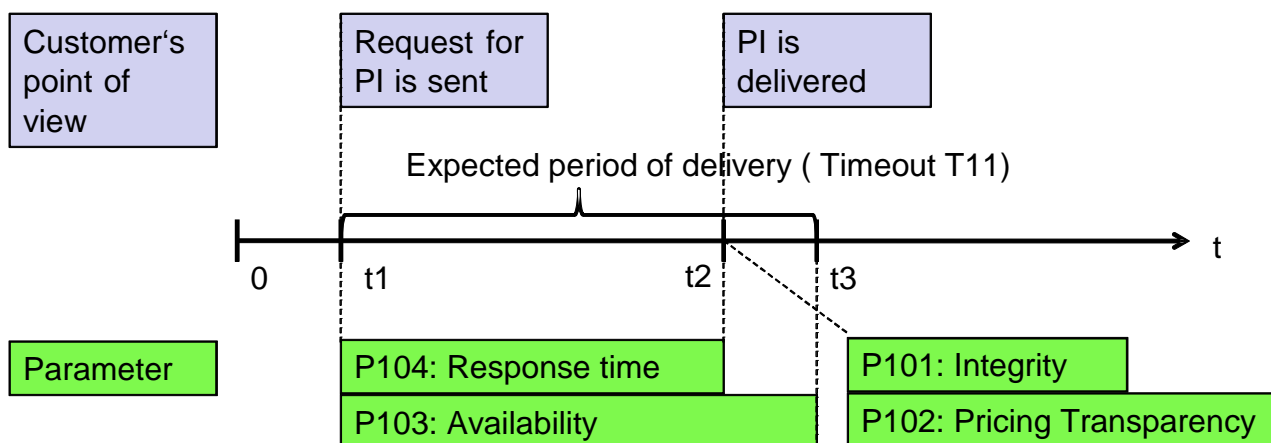 Customer‘s
point of
view
Request for
PI is sent
PI is
delivered
Expected period of delivery ( Timeout T11)
t
0
t1
t2
t3
Parameter
P104: Response time
P101: Integrity
P103: Availability
P102: Pricing Transparency